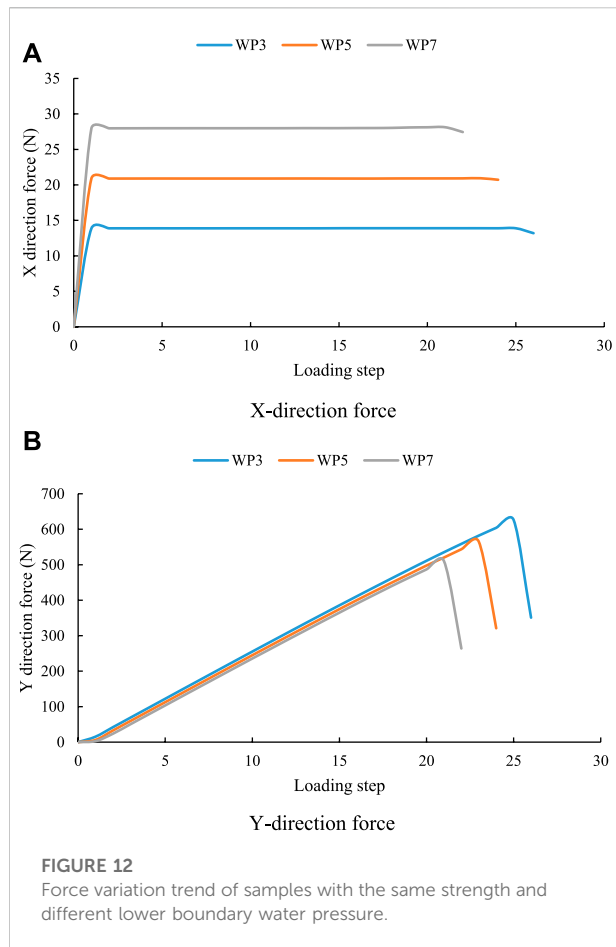 A
WP3 WP5 WP7
35
30
25
20
15
10
5
0
X direction force (N)
0 5 10 15 20 25 30
Loading step
X-direction force
B
WP3 WP5 WP7
700
600
500
400
300
200
100
0
Y direction force (N)
0 5 10 15 20 25 30
Loading step
Y-direction force
FIGURE 12
Force variation trend of samples with the same strength and
different lower boundary water pressure.